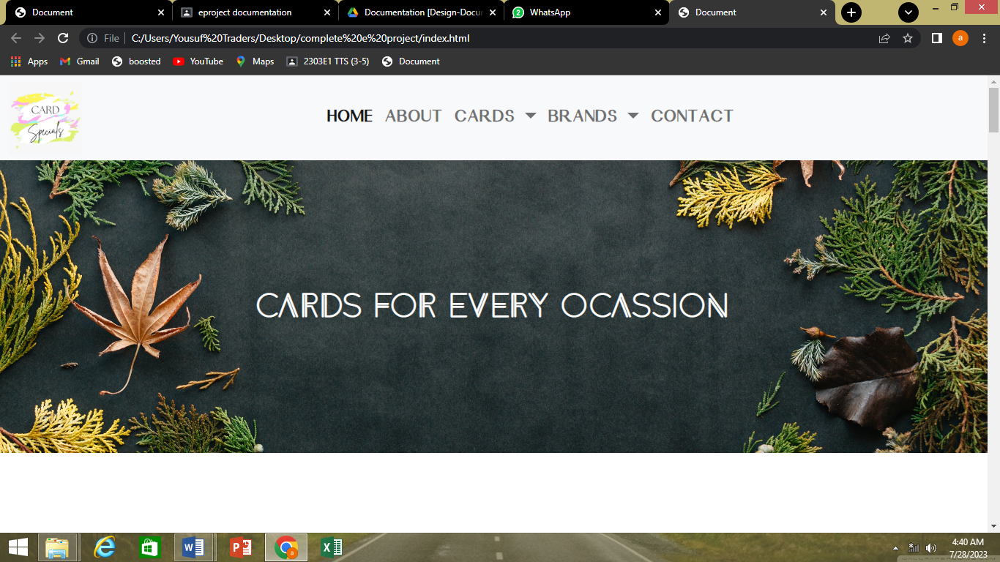 Document
eproject documentation
Documentation [Design-Docu
2
WhatsApp
Document
File
C:/Users/Yousuf%20Traders/Desktop/complete%20e%20project/index.html
a
Apps
Gmail
boosted
YouTube
Maps
2303E1 TTS (3-5)
Document
CARD
Specials
HOME ABOUT CARDS BRANDS CONTACT
CARDS FOR EVERY OCASSION
4:40 AM
7/28/2023